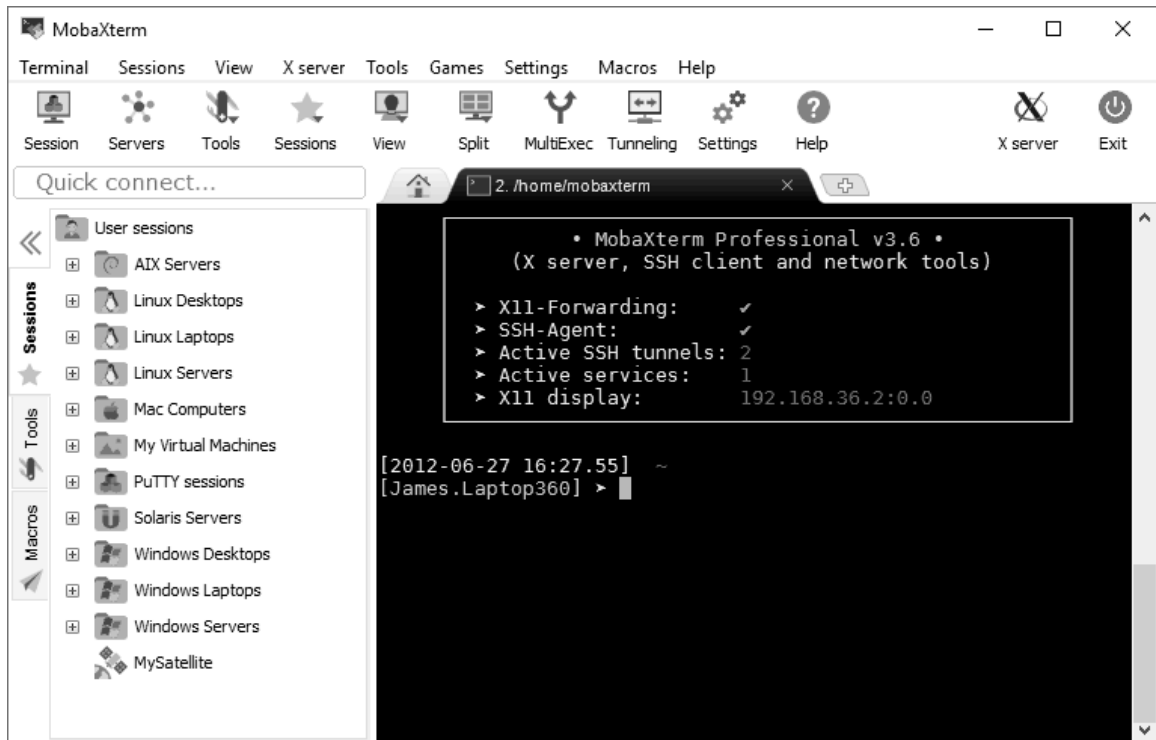 MobaXterm
Terminal Sessions View X server Tools Games Settings Macros Help
Session Servers Tools Sessions View Split MultiExec Tunneling Settings Help X server Exit
Quick connect...
2. /home/mobaxterm
User sessions
AIX Servers
Linux Desktops
Linux Laptops
Linux Servers
Mac Computers
My Virtual Machines
PuTTY sessions
Solaris Servers
Windows Desktops
Windows Laptops
Windows Servers
MySatellite
Sessions
Tools
Macros
• MobaXterm Professional v3.6 •
(X server, SSH client and network tools)
➤ X11-Forwarding: ✔
➤ SSH-Agent: ✔
➤ Active SSH tunnels: 2
➤ Active services: 1
➤ X11 display: 192.168.36.2:0.0
[2012-06-27 16:27.55] ~
[James.Laptop360] ➤